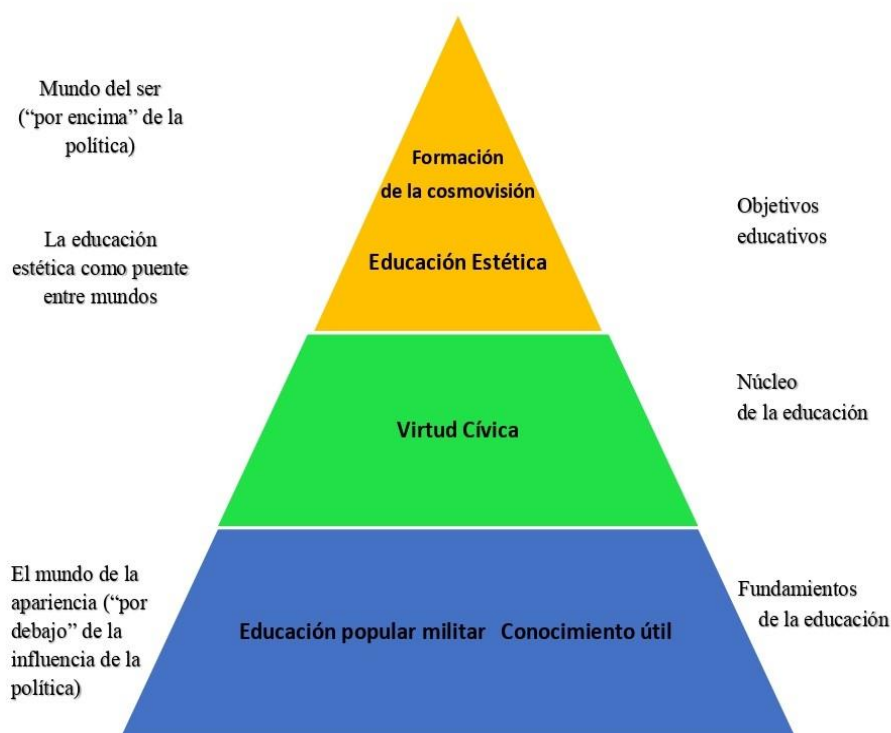 Mundo del ser
(“por encima” de la
política)
Formación
de la cosmovisión
Objetivos
educativos
La educación
estética como puente
entre mundos
Educación Estética
Núcleo
de la educación
Virtud Cívica
El mundo de la
apariencia (“por
debajo” de la
influencia de la
política)
Educación popular militar Conocimiento útil
Fundamientos
de la educación